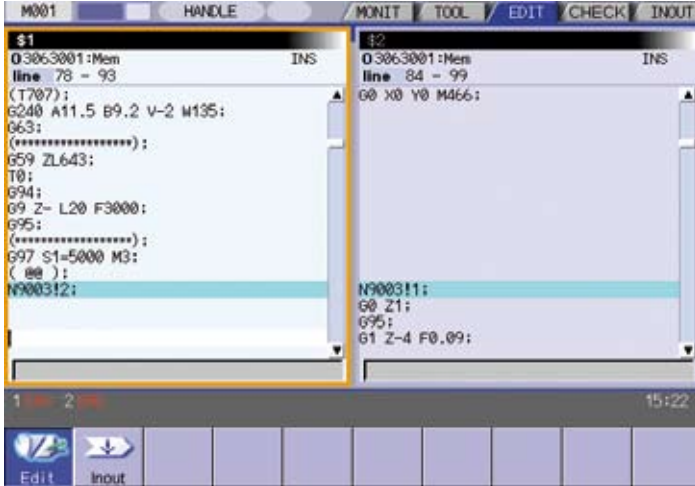 M001 HANDLE MONIT TOOL EDIT CHECK INOUT
$1
O3063001:Mem INS
line 78 - 93
(T707);
G240 A11.5 B9.2 V-2 W135;
G63;
(*******************);
G59 ZL643;
T0;
G94;
G9 Z- L20 F3000;
G95;
(*******************);
G97 S1=5000 M3;
( @@ );
N9003!2;
$2
O3063001:Mem INS
line 84 - 99
G0 X0 Y0 M466;
N9003!1;
G0 Z1;
G95;
G1 Z-4 F0.09;
1 2 15:22
Edit Inout